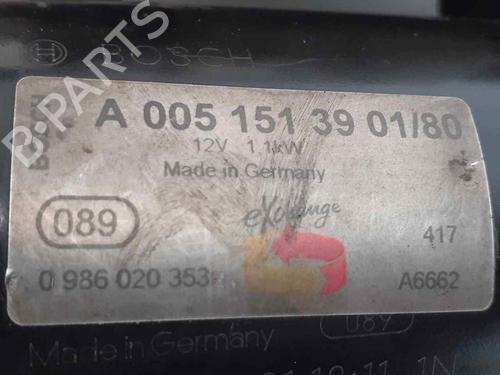 BOSCH
BOSCH
A 005 151 39 01/80
12V 1.1kW
Made in Germany
089
eXchange
417
0 986 020 353
A6662
Made in Germany
089
B-PARTS